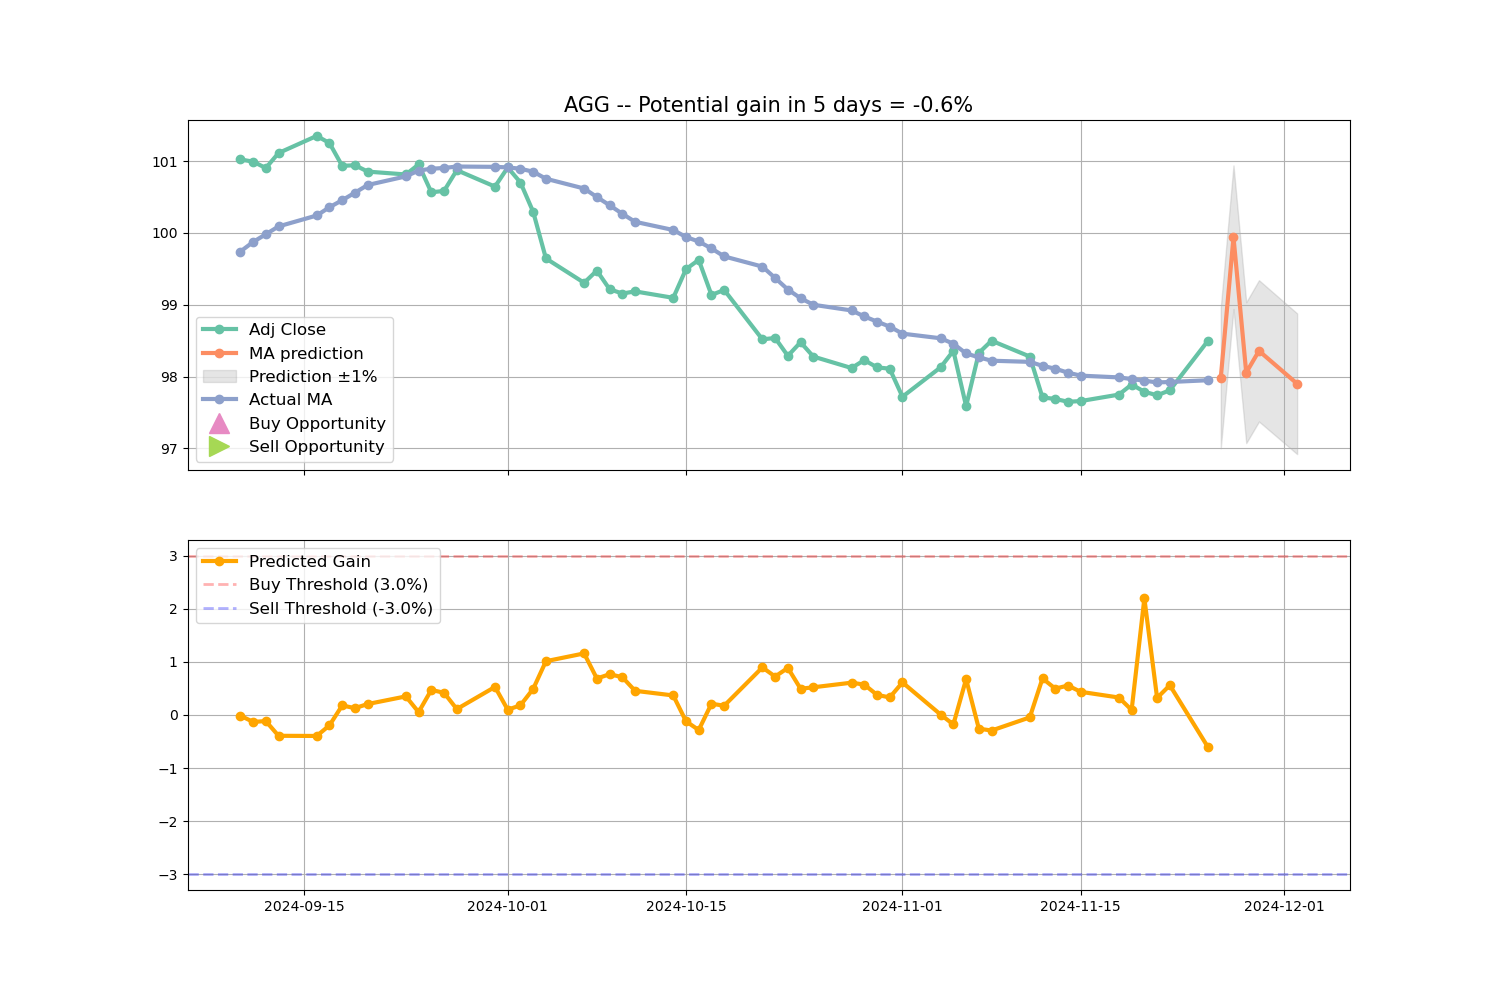 AGG -- Potential gain in 5 days = -0.6%
101
100
99
98
97
Adj Close
MA prediction
Prediction ±1%
Actual MA
Buy Opportunity
Sell Opportunity
3
2
1
0
−1
−2
−3
Predicted Gain
Buy Threshold (3.0%)
Sell Threshold (-3.0%)
2024-09-15
2024-10-01
2024-10-15
2024-11-01
2024-11-15
2024-12-01